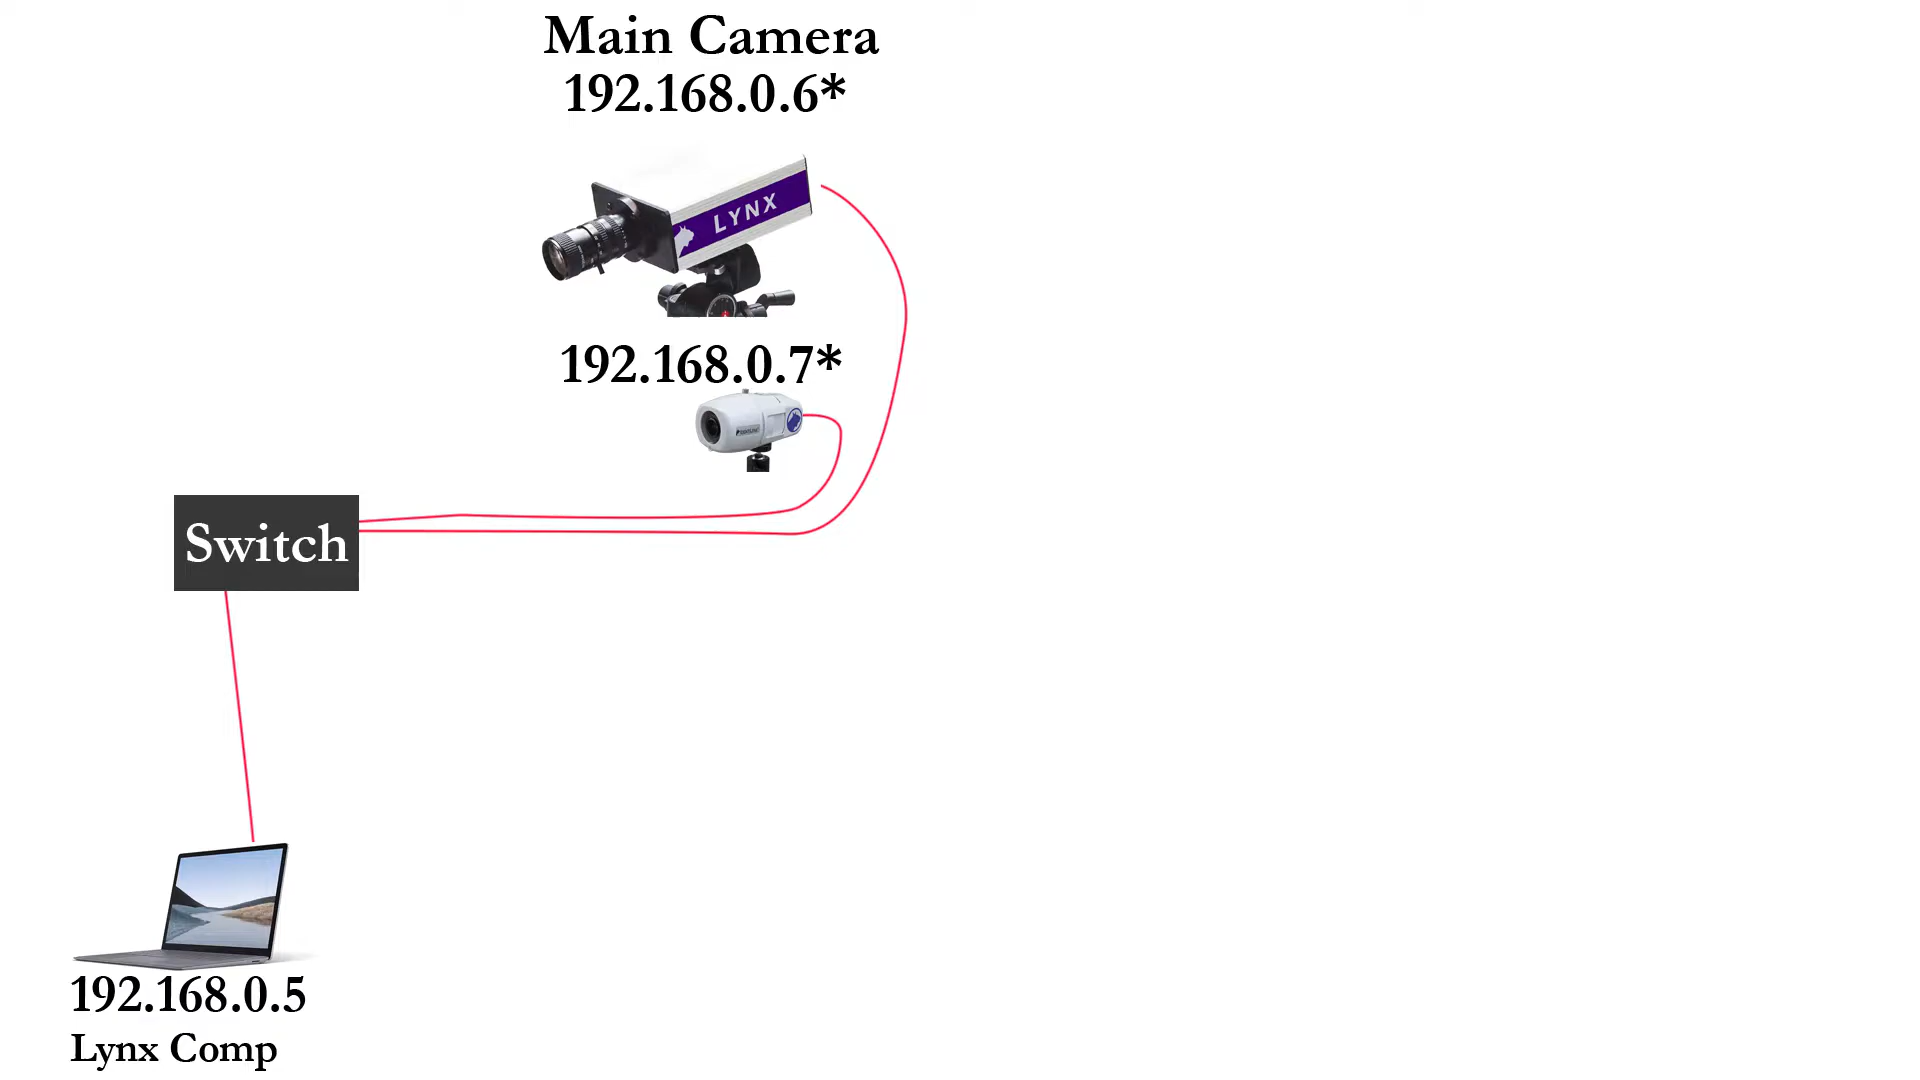 Main Camera
192.168.0.6*
LYNX
192.168.0.7*
Switch
192.168.0.5
Lynx Comp